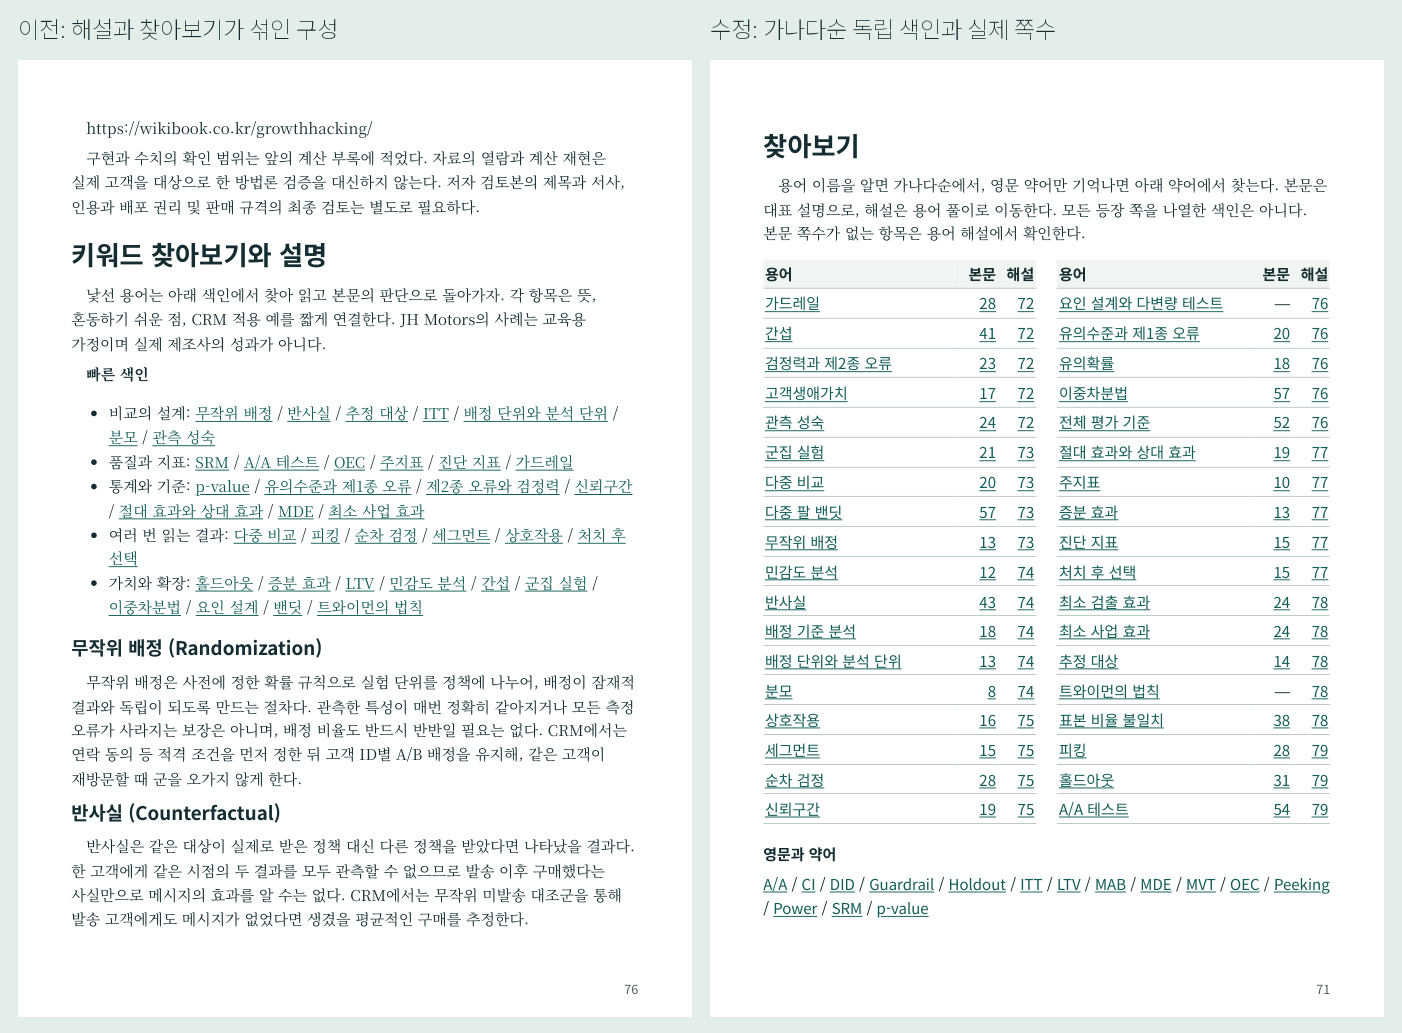 이전: 해설과 찾아보기가 섞인 구성
https://wikibook.co.kr/growthhacking/
구현과 수치의 확인 범위는 앞의 계산 부록에 적었다. 자료의 열람과 계산 재현은
실제 고객을 대상으로 한 방법론 검증을 대신하지 않는다. 저자 검토본의 제목과 서사,
인용과 배포 권리 및 판매 규격의 최종 검토는 별도로 필요하다.
키워드 찾아보기와 설명
낯선 용어는 아래 색인에서 찾아 읽고 본문의 판단으로 돌아가자. 각 항목은 뜻,
혼동하기 쉬운 점, CRM 적용 예를 짧게 연결한다. JH Motors의 사례는 교육용
가정이며 실제 제조사의 성과가 아니다.
빠른 색인
• 비교의 설계: 무작위 배정 / 반사실 / 추정 대상 / ITT / 배정 단위와 분석 단위 /
분모 / 관측 성숙
• 품질과 지표: SRM / A/A 테스트 / OEC / 주지표 / 진단 지표 / 가드레일
• 통계와 기준: p-value / 유의수준과 제1종 오류 / 제2종 오류와 검정력 / 신뢰구간
/ 절대 효과와 상대 효과 / MDE / 최소 사업 효과
• 여러 번 읽는 결과: 다중 비교 / 피킹 / 순차 검정 / 세그먼트 / 상호작용 / 처치 후
선택
• 가치와 확장: 홀드아웃 / 증분 효과 / LTV / 민감도 분석 / 간섭 / 군집 실험 /
이중차분법 / 요인 설계 / 밴딧 / 트와이먼의 법칙
무작위 배정 (Randomization)
무작위 배정은 사전에 정한 확률 규칙으로 실험 단위를 정책에 나누어, 배정이 잠재적
결과와 독립이 되도록 만드는 절차다. 관측한 특성이 매번 정확히 같아지거나 모든 측정
오류가 사라지는 보장은 아니며, 배정 비율도 반드시 반반일 필요는 없다. CRM에서는
연락 동의 등 적격 조건을 먼저 정한 뒤 고객 ID별 A/B 배정을 유지해, 같은 고객이
재방문할 때 군을 오가지 않게 한다.
반사실 (Counterfactual)
반사실은 같은 대상이 실제로 받은 정책 대신 다른 정책을 받았다면 나타났을 결과다.
한 고객에게 같은 시점의 두 결과를 모두 관측할 수 없으므로 발송 이후 구매했다는
사실만으로 메시지의 효과를 알 수는 없다. CRM에서는 무작위 미발송 대조군을 통해
발송 고객에게도 메시지가 없었다면 생겼을 평균적인 구매를 추정한다.
76
수정: 가나다순 독립 색인과 실제 쪽수
찾아보기
용어 이름을 알면 가나다순에서, 영문 약어만 기억나면 아래 약어에서 찾는다. 본문은
대표 설명으로, 해설은 용어 풀이로 이동한다. 모든 등장 쪽을 나열한 색인은 아니다.
본문 쪽수가 없는 항목은 용어 해설에서 확인한다.
용어 본문 해설
가드레일 28 72
간섭 41 72
검정력과 제2종 오류 23 72
고객생애가치 17 72
관측 성숙 24 72
군집 실험 21 73
다중 비교 20 73
다중 팔 밴딧 57 73
무작위 배정 13 73
민감도 분석 12 74
반사실 43 74
배정 기준 분석 18 74
배정 단위와 분석 단위 13 74
분모 8 74
상호작용 16 75
세그먼트 15 75
순차 검정 28 75
신뢰구간 19 75
용어 본문 해설
요인 설계와 다변량 테스트 — 76
유의수준과 제1종 오류 20 76
유의확률 18 76
이중차분법 57 76
전체 평가 기준 52 76
절대 효과와 상대 효과 19 77
주지표 10 77
증분 효과 13 77
진단 지표 15 77
처치 후 선택 15 77
최소 검출 효과 24 78
최소 사업 효과 24 78
추정 대상 14 78
트와이먼의 법칙 — 78
표본 비율 불일치 38 78
피킹 28 79
홀드아웃 31 79
A/A 테스트 54 79
영문과 약어
A/A / CI / DID / Guardrail / Holdout / ITT / LTV / MAB / MDE / MVT / OEC / Peeking
/ Power / SRM / p-value
71